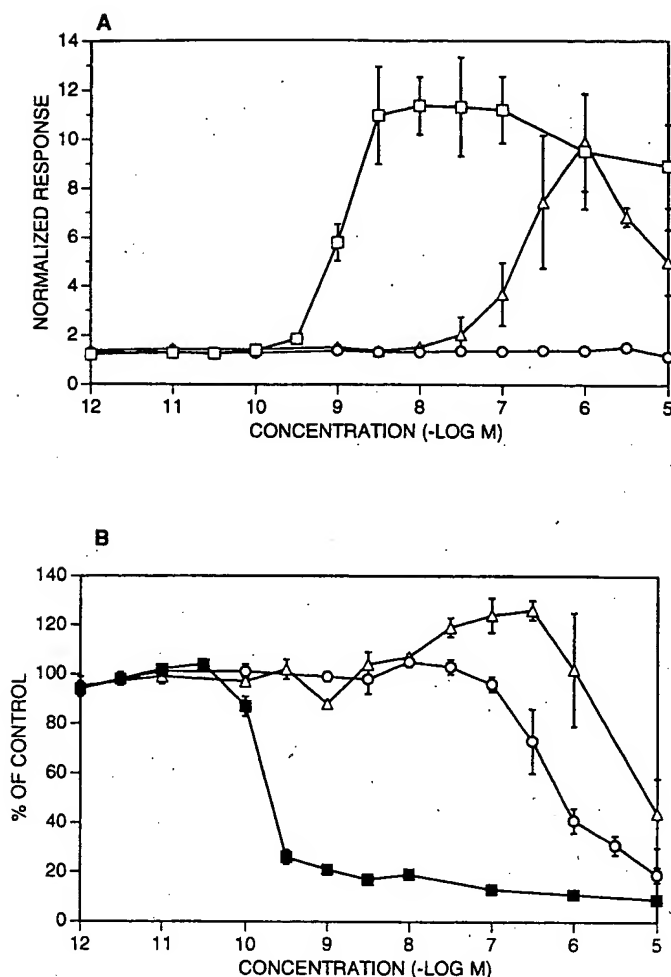 A
14
12
10
8
6
4
2
0
NORMALIZED RESPONSE
12 11 10 9 8 7 6 5
CONCENTRATION (-LOG M)
B
140
120
100
80
60
40
20
0
% OF CONTROL
12 11 10 9 8 7 6 5
CONCENTRATION (-LOG M)